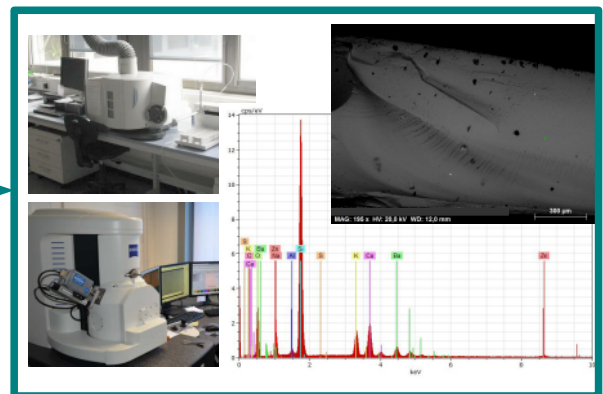 MAG: 195 x HV: 20,0 kV WD: 12,0 mm
300 µm
cps/eV
14
12
10
8
6
4
2
0
S
K Ba Zn Si
C O Na Al S K Ca Ba Zn
Ca
0 2 4 6 8 10
keV